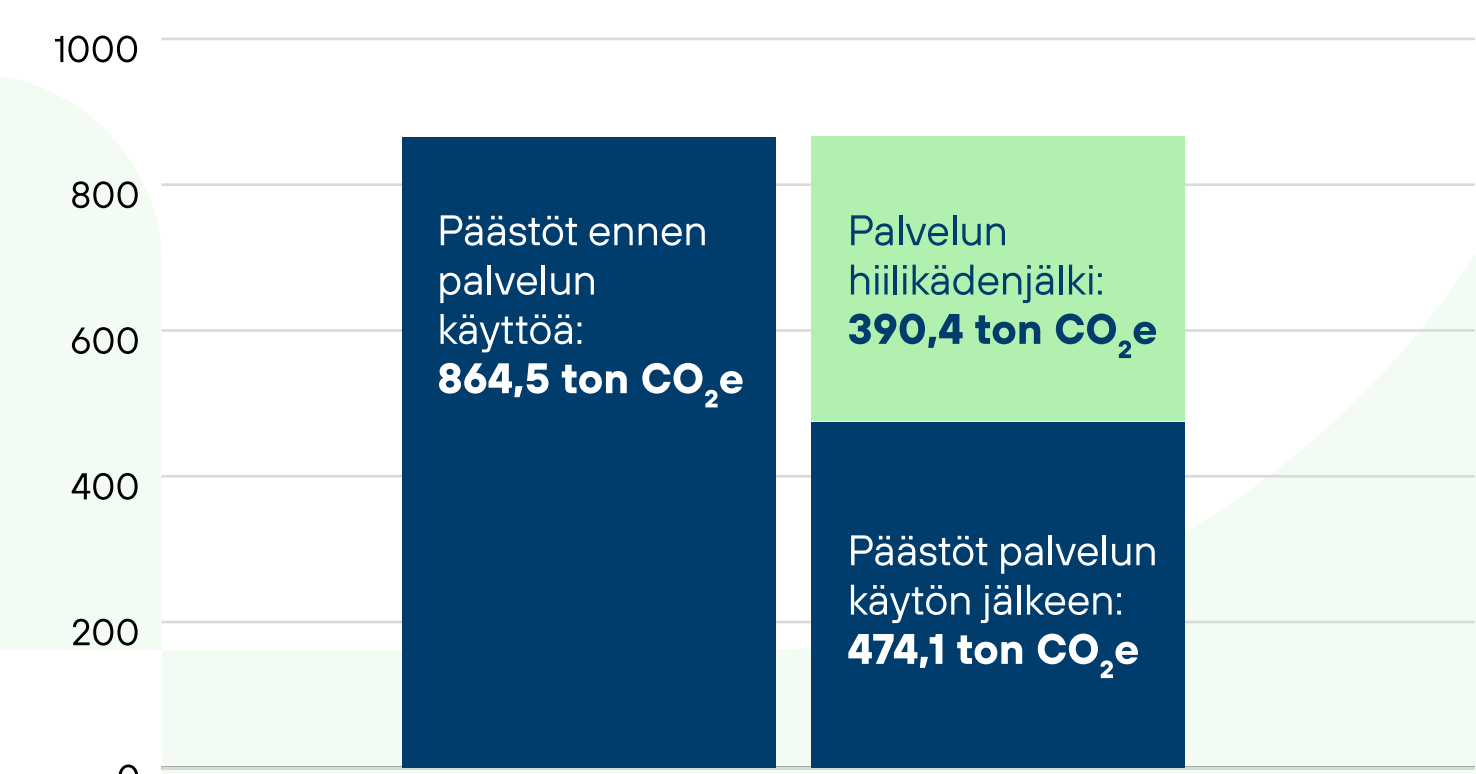 1000
800
600
400
200
0
Päästöt ennen
palvelun
käyttöä:
864,5 ton CO₂e
Palvelun
hiilikädenjälki:
390,4 ton CO₂e
Päästöt palvelun
käytön jälkeen:
474,1 ton CO₂e